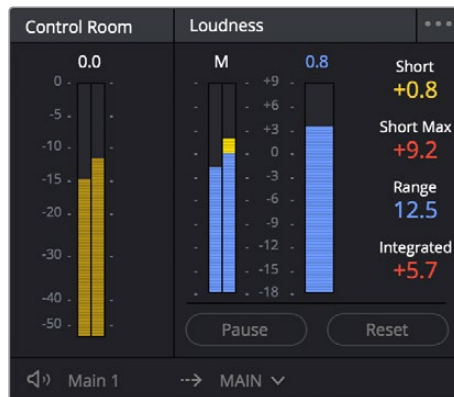 Control Room
Loudness
0.0
M
0.8
Short
+0.8
Short Max
+9.2
Range
12.5
Integrated
+5.7
0
-5
-10
-15
-20
-30
-40
-50
+9
+6
+3
0
-3
-6
-9
-12
-15
-18
Pause
Reset
Main 1
MAIN